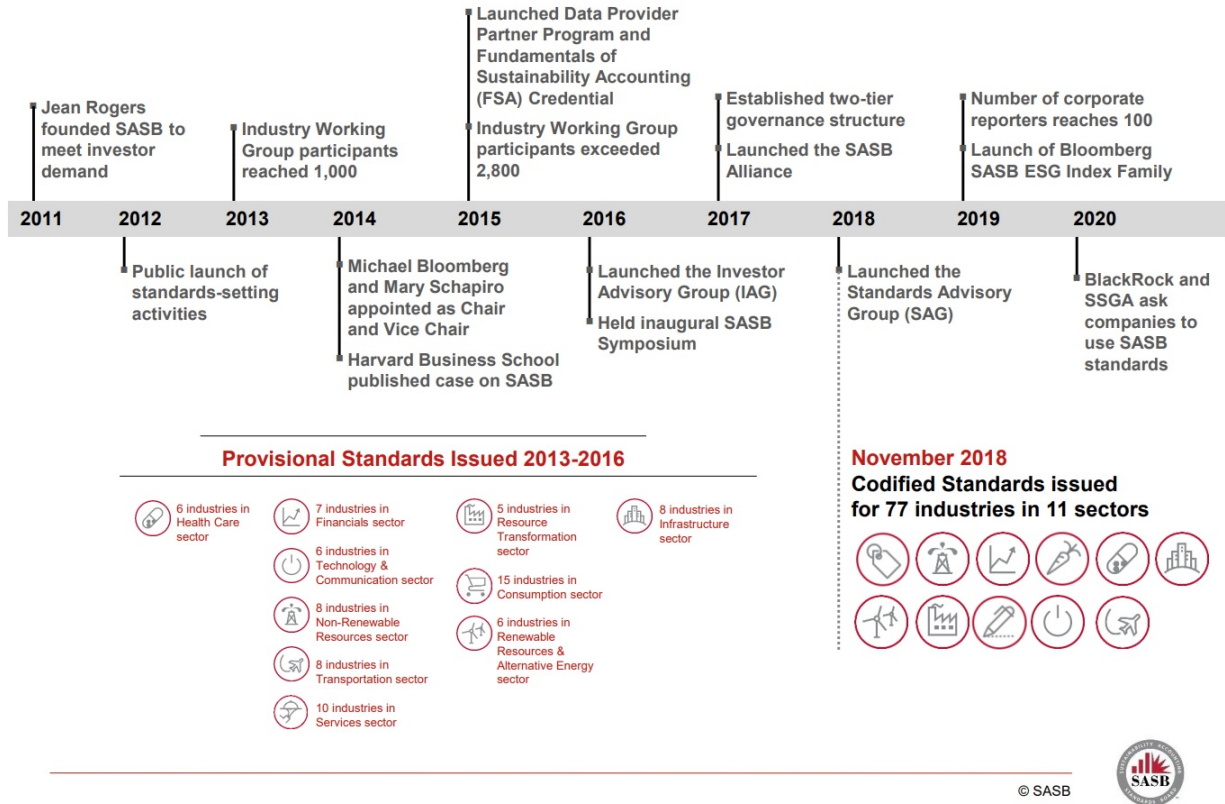 Launched Data Provider
Partner Program and
Fundamentals of
Sustainability Accounting
(FSA) Credential
Jean Rogers
founded SASB to
meet investor
demand
Industry Working
Group participants
reached 1,000
Industry Working Group
participants exceeded
2,800
Established two-tier
governance structure
Launched the SASB
Alliance
Number of corporate
reporters reaches 100
Launch of Bloomberg
SASB ESG Index Family
2011 2012 2013 2014 2015 2016 2017 2018 2019 2020
Public launch of
standards-setting
activities
Michael Bloomberg
and Mary Schapiro
appointed as Chair
and Vice Chair
Harvard Business School
published case on SASB
Launched the Investor
Advisory Group (IAG)
Held inaugural SASB
Symposium
Launched the
Standards Advisory
Group (SAG)
BlackRock and
SSGA ask
companies to
use SASB
standards
Provisional Standards Issued 2013-2016
6 industries in
Health Care
sector
7 industries in
Financials sector
6 industries in
Technology &
Communication sector
8 industries in
Non-Renewable
Resources sector
8 industries in
Transportation sector
10 industries in
Services sector
5 industries in
Resource
Transformation
sector
15 industries in
Consumption sector
6 industries in
Renewable
Resources &
Alternative Energy
sector
8 industries in
Infrastructure
sector
November 2018
Codified Standards issued
for 77 industries in 11 sectors
© SASB
SUSTAINABILITY ACCOUNTING
SASB
STANDARDS BOARD